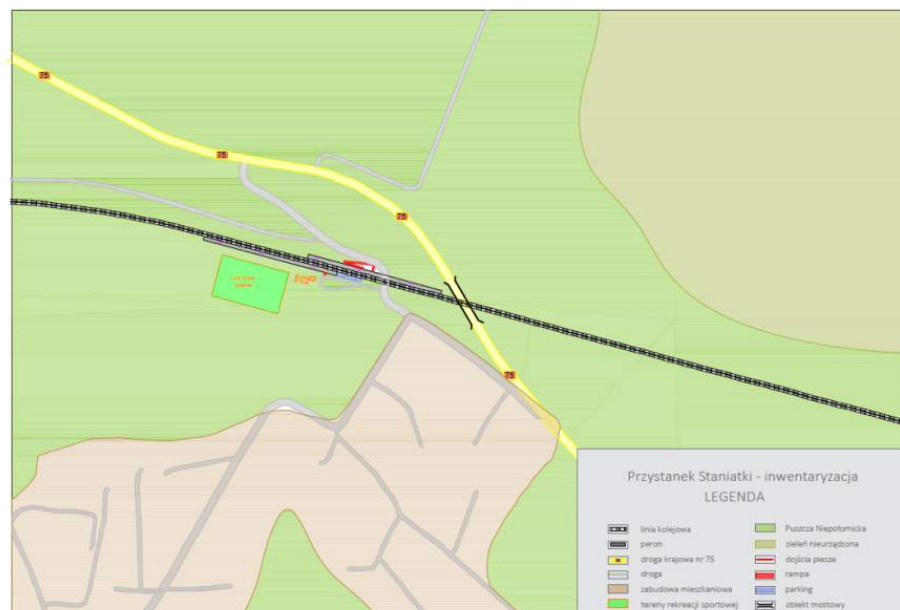 75
75
75
75
Przystanek Staniatki - inwentaryzacja
LEGENDA
linia kolejowa
peron
droga krajowa nr 75
droga
zabudowa mieszkaniowa
tereny rekreacji sportowej
Puszcza Niepołomicka
zieleń nieurządzona
dojścia piesze
rampa
parking
obiekt mostowy